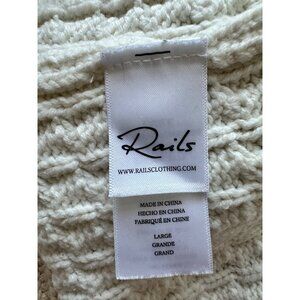 Rails
WWW.RAILSCLOTHING.COM
MADE IN CHINA
HECHO EN CHINA
FABRIQUÉ EN CHINE
LARGE
GRANDE
GRAND